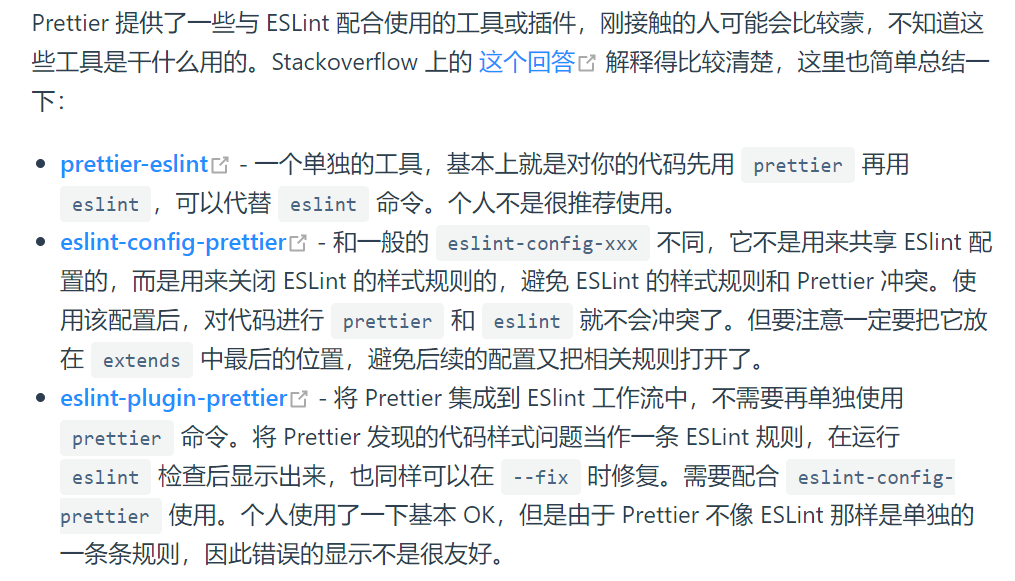 Prettier 提供了一些与 ESLint 配合使用的工具或插件，刚接触的人可能会比较蒙，不知道这
些工具是干什么用的。Stackoverflow 上的 这个回答 解释得比较清楚，这里也简单总结一
下：
prettier-eslint - 一个单独的工具，基本上就是对你的代码先用 prettier 再用
eslint ，可以代替 eslint 命令。个人不是很推荐使用。
eslint-config-prettier - 和一般的 eslint-config-xxx 不同，它不是用来共享 ESlint 配
置的，而是用来关闭 ESLint 的样式规则的，避免 ESLint 的样式规则和 Prettier 冲突。使
用该配置后，对代码进行 prettier 和 eslint 就不会冲突了。但要注意一定要把它放
在 extends 中最后的位置，避免后续的配置又把相关规则打开了。
eslint-plugin-prettier - 将 Prettier 集成到 ESlint 工作流中，不需要再单独使用
prettier 命令。将 Prettier 发现的代码样式问题当作一条 ESLint 规则，在运行
eslint 检查后显示出来，也同样可以在 --fix 时修复。需要配合 eslint-config-
prettier 使用。个人使用了一下基本 OK，但是由于 Prettier 不像 ESLint 那样是单独的
一条条规则，因此错误的显示不是很友好。